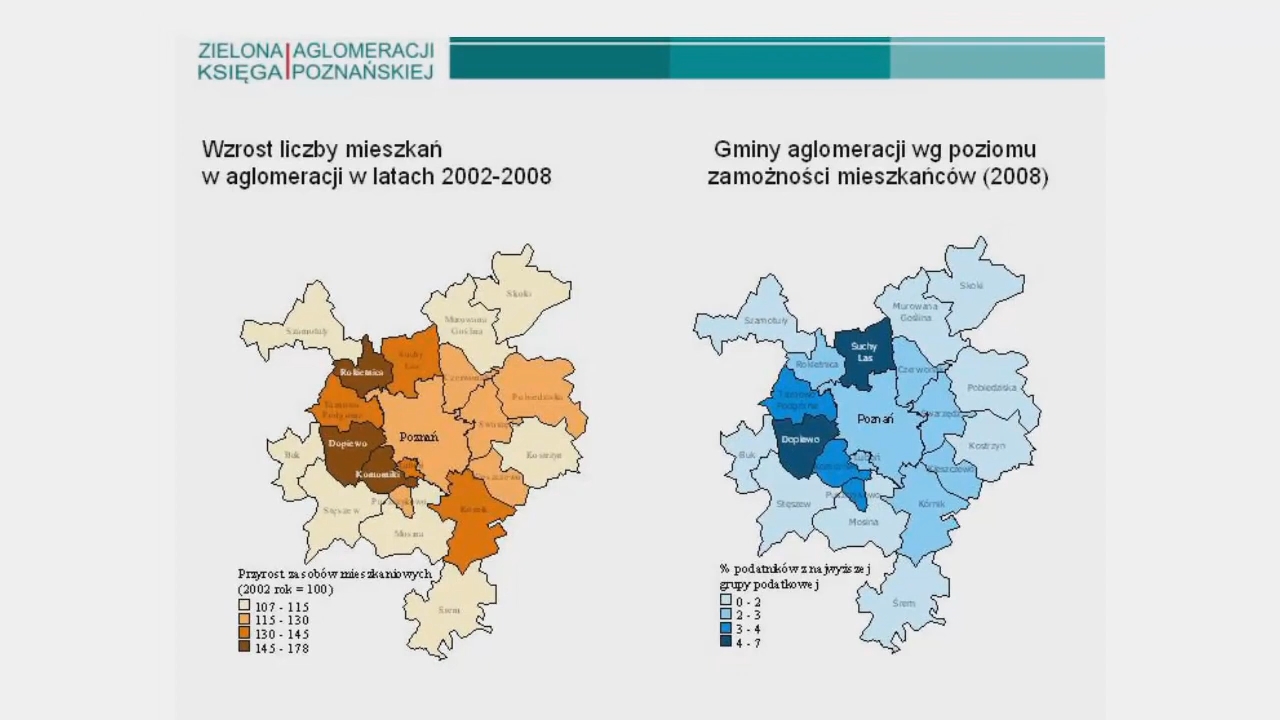 ZIELONA AGLOMERACJI
KSIĘGA POZNAŃSKIEJ
Wzrost liczby mieszkań
w aglomeracji w latach 2002-2008
Skoki
Murowana
Goślina
Szamotuły
Suchy
Las
Rokietnica
Czerwonak
Pobiedziska
Tarnowo
Podgórne
Swarzędz
Poznań
Dopiewo
Buk
Kostrzyn
Luboń
Komorniki
Kleszczewo
Puszczykowo
Stęszew
Kórnik
Mosina
Śrem
Przyrost zasobów mieszkaniowych
(2002 rok = 100)
107 - 115
115 - 130
130 - 145
145 - 178
Gminy aglomeracji wg poziomu
zamożności mieszkańców (2008)
Skoki
Murowana
Goślina
Szamotuły
Suchy
Las
Rokietnica
Czerwonak
Pobiedziska
Tarnowo
Podgórne
Swarzędz
Poznań
Dopiewo
Kostrzyn
Buk
Luboń
Komorniki
Kleszczewo
Puszczykowo
Stęszew
Kórnik
Mosina
Śrem
% podatników z najwyższej
grupy podatkowej
0 - 2
2 - 3
3 - 4
4 - 7